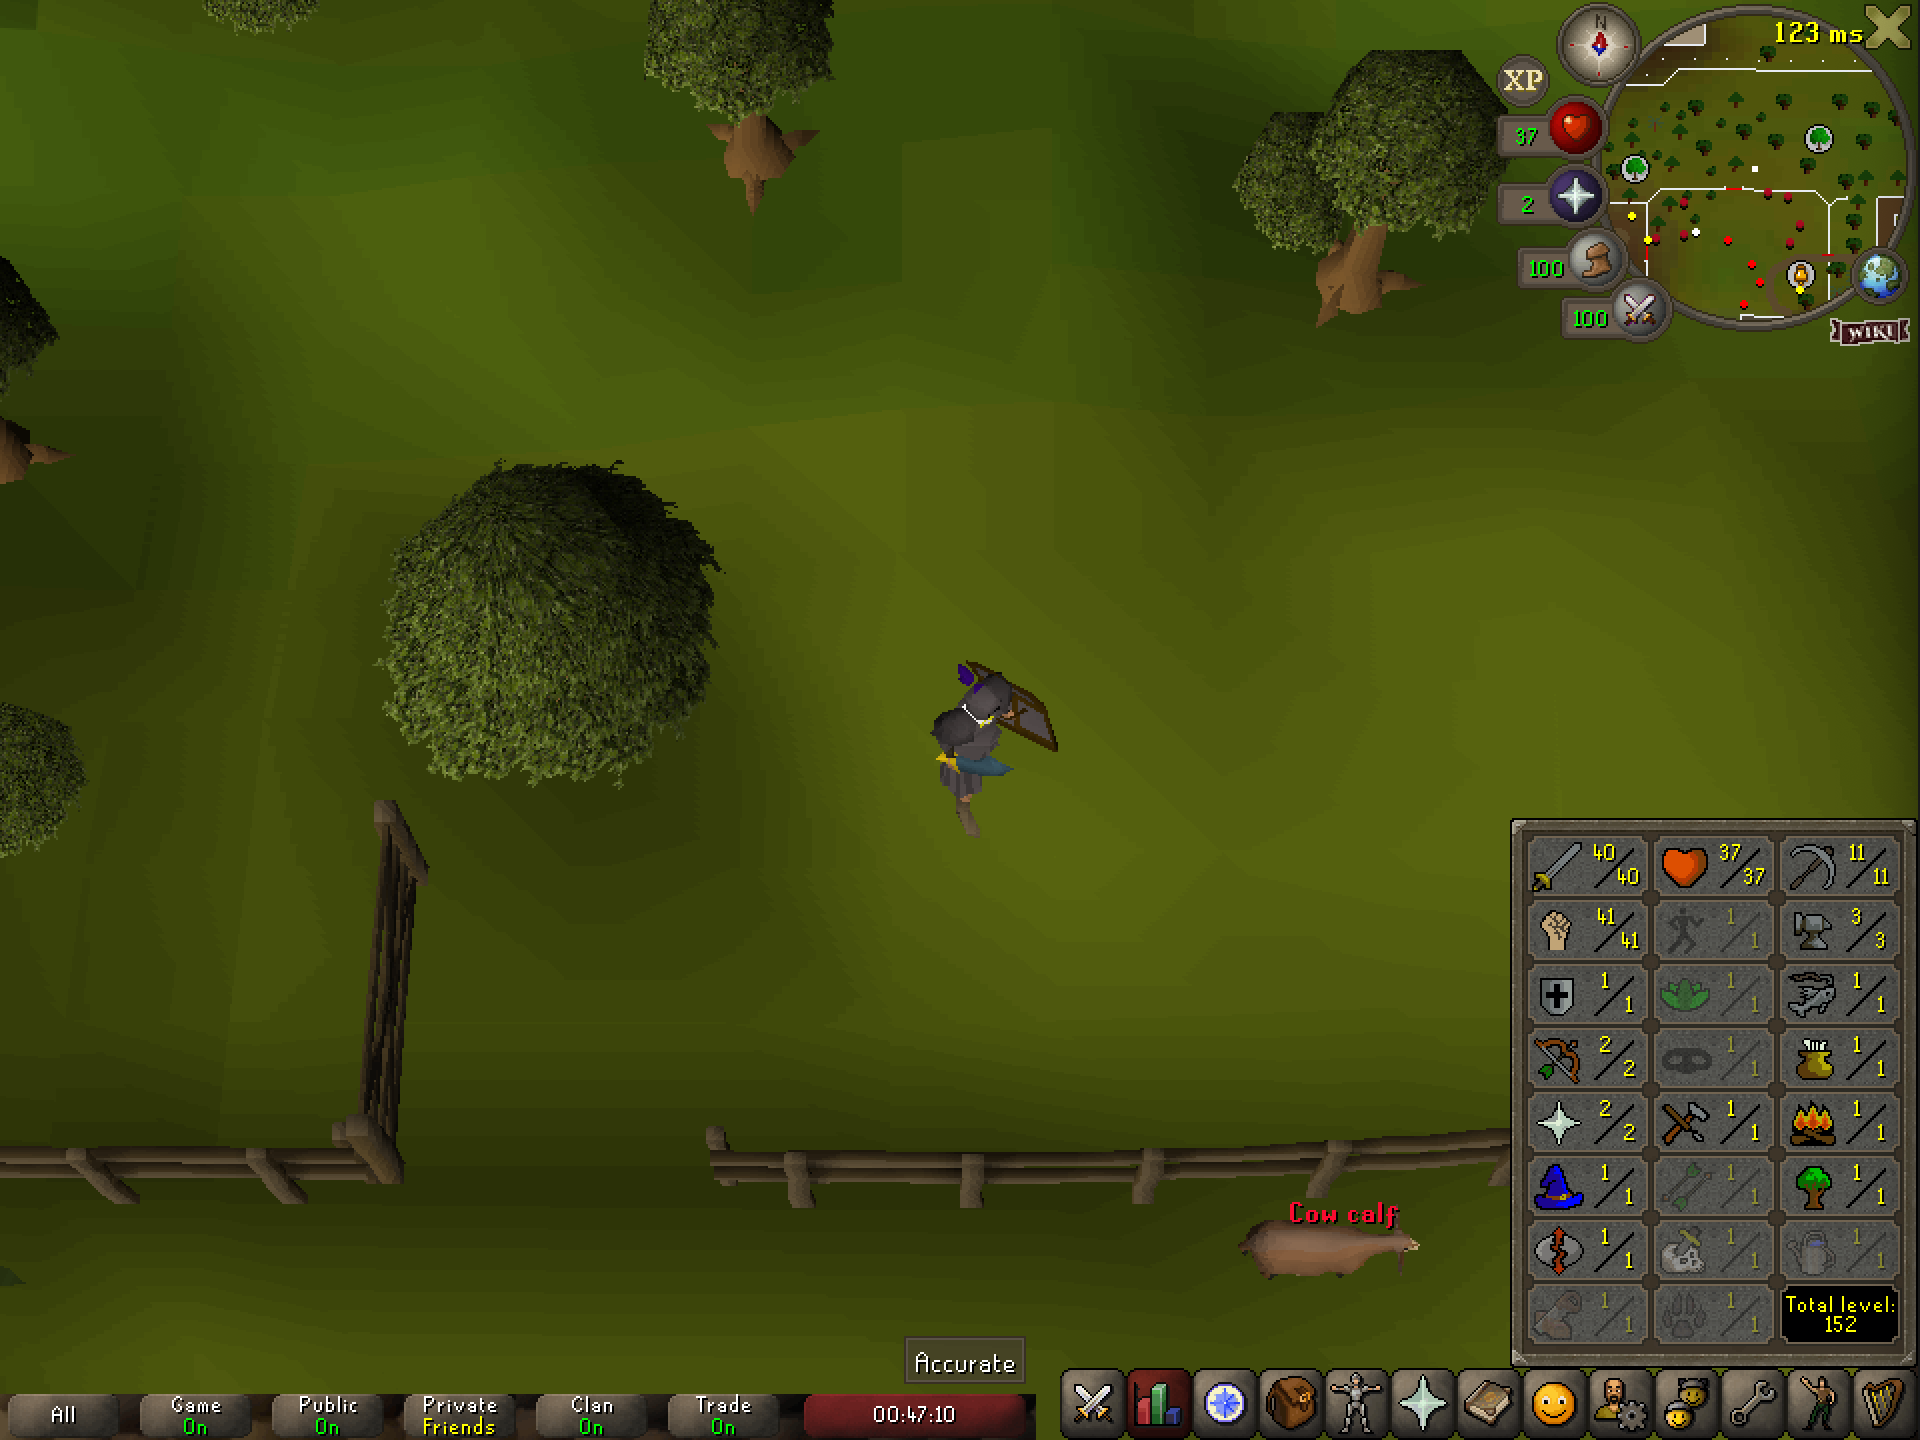 N
123 ms
XP
37
2
100
100
WIKI
40/40
37/37
11/11
41/41
1/1
3/3
1/1
1/1
1/1
2/2
1/1
1/1
2/2
1/1
1/1
1/1
1/1
1/1
1/1
1/1
1/1
1/1
1/1
Total level:
152
Cow calf
Accurate
All
Game
On
Public
On
Private
Friends
Clan
On
Trade
On
00:47:10